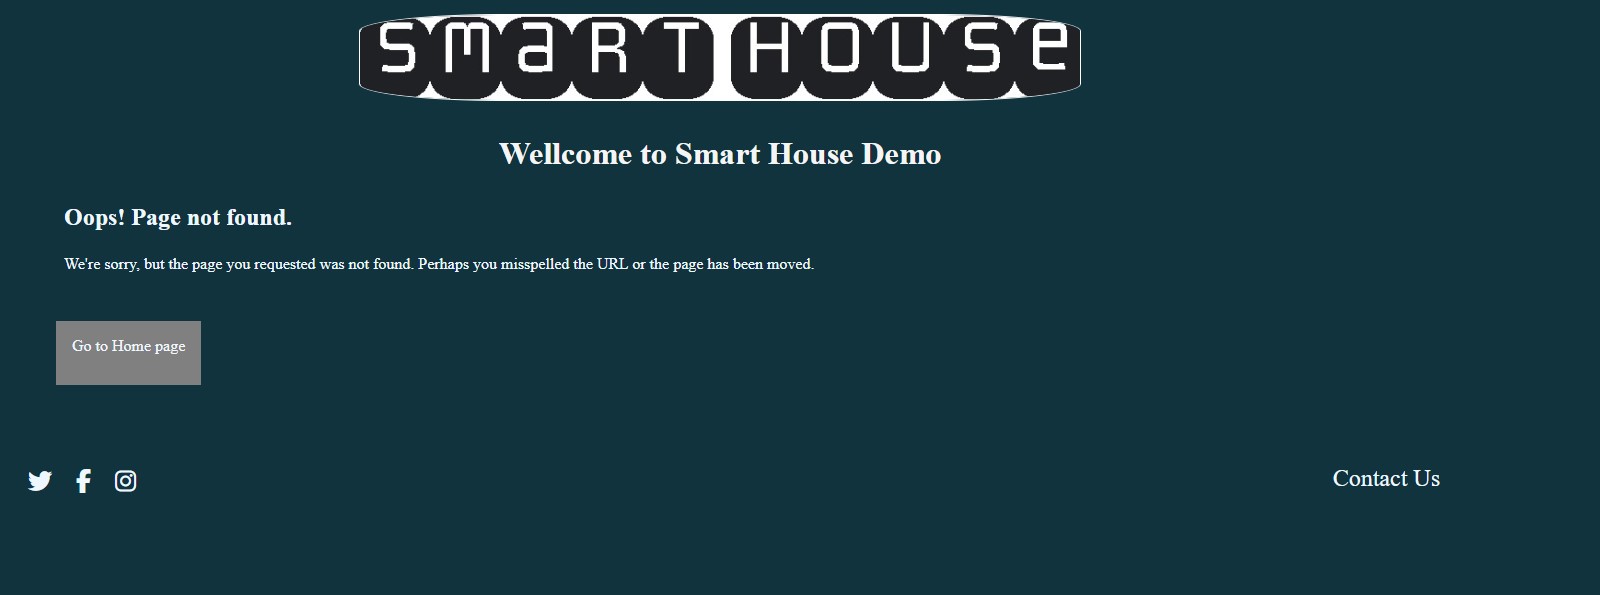 smaRT HOUSe
Wellcome to Smart House Demo
Oops! Page not found.
We're sorry, but the page you requested was not found. Perhaps you misspelled the URL or the page has been moved.
Go to Home page
Contact Us